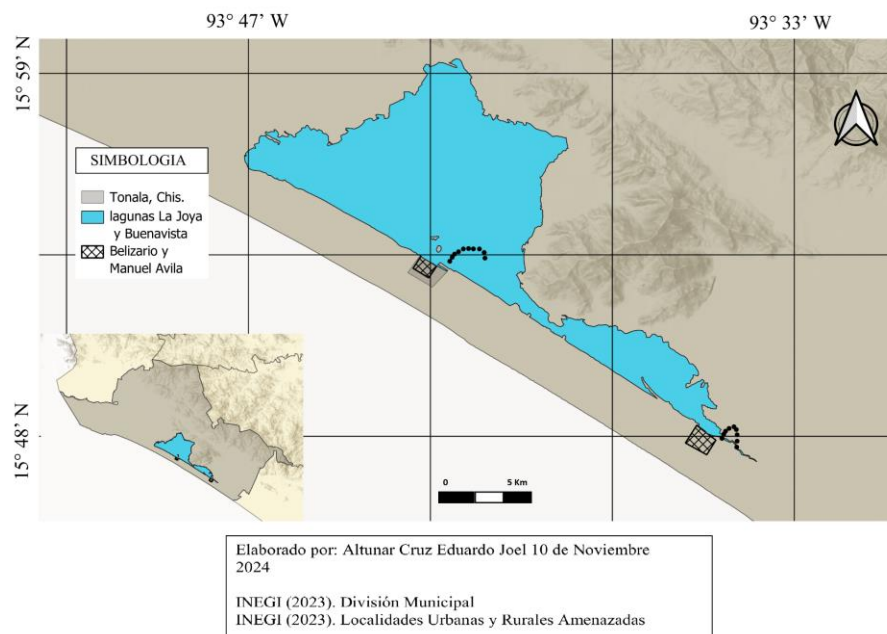 93° 47’ W
93° 33’ W
15° 59’ N
SIMBOLOGIA
Tonala, Chis.
lagunas La Joya
y Buenavista
Belizario y
Manuel Avila
15° 48’ N
0
5 Km
Elaborado por: Altunar Cruz Eduardo Joel 10 de Noviembre
2024
INEGI (2023). División Municipal
INEGI (2023). Localidades Urbanas y Rurales Amenazadas